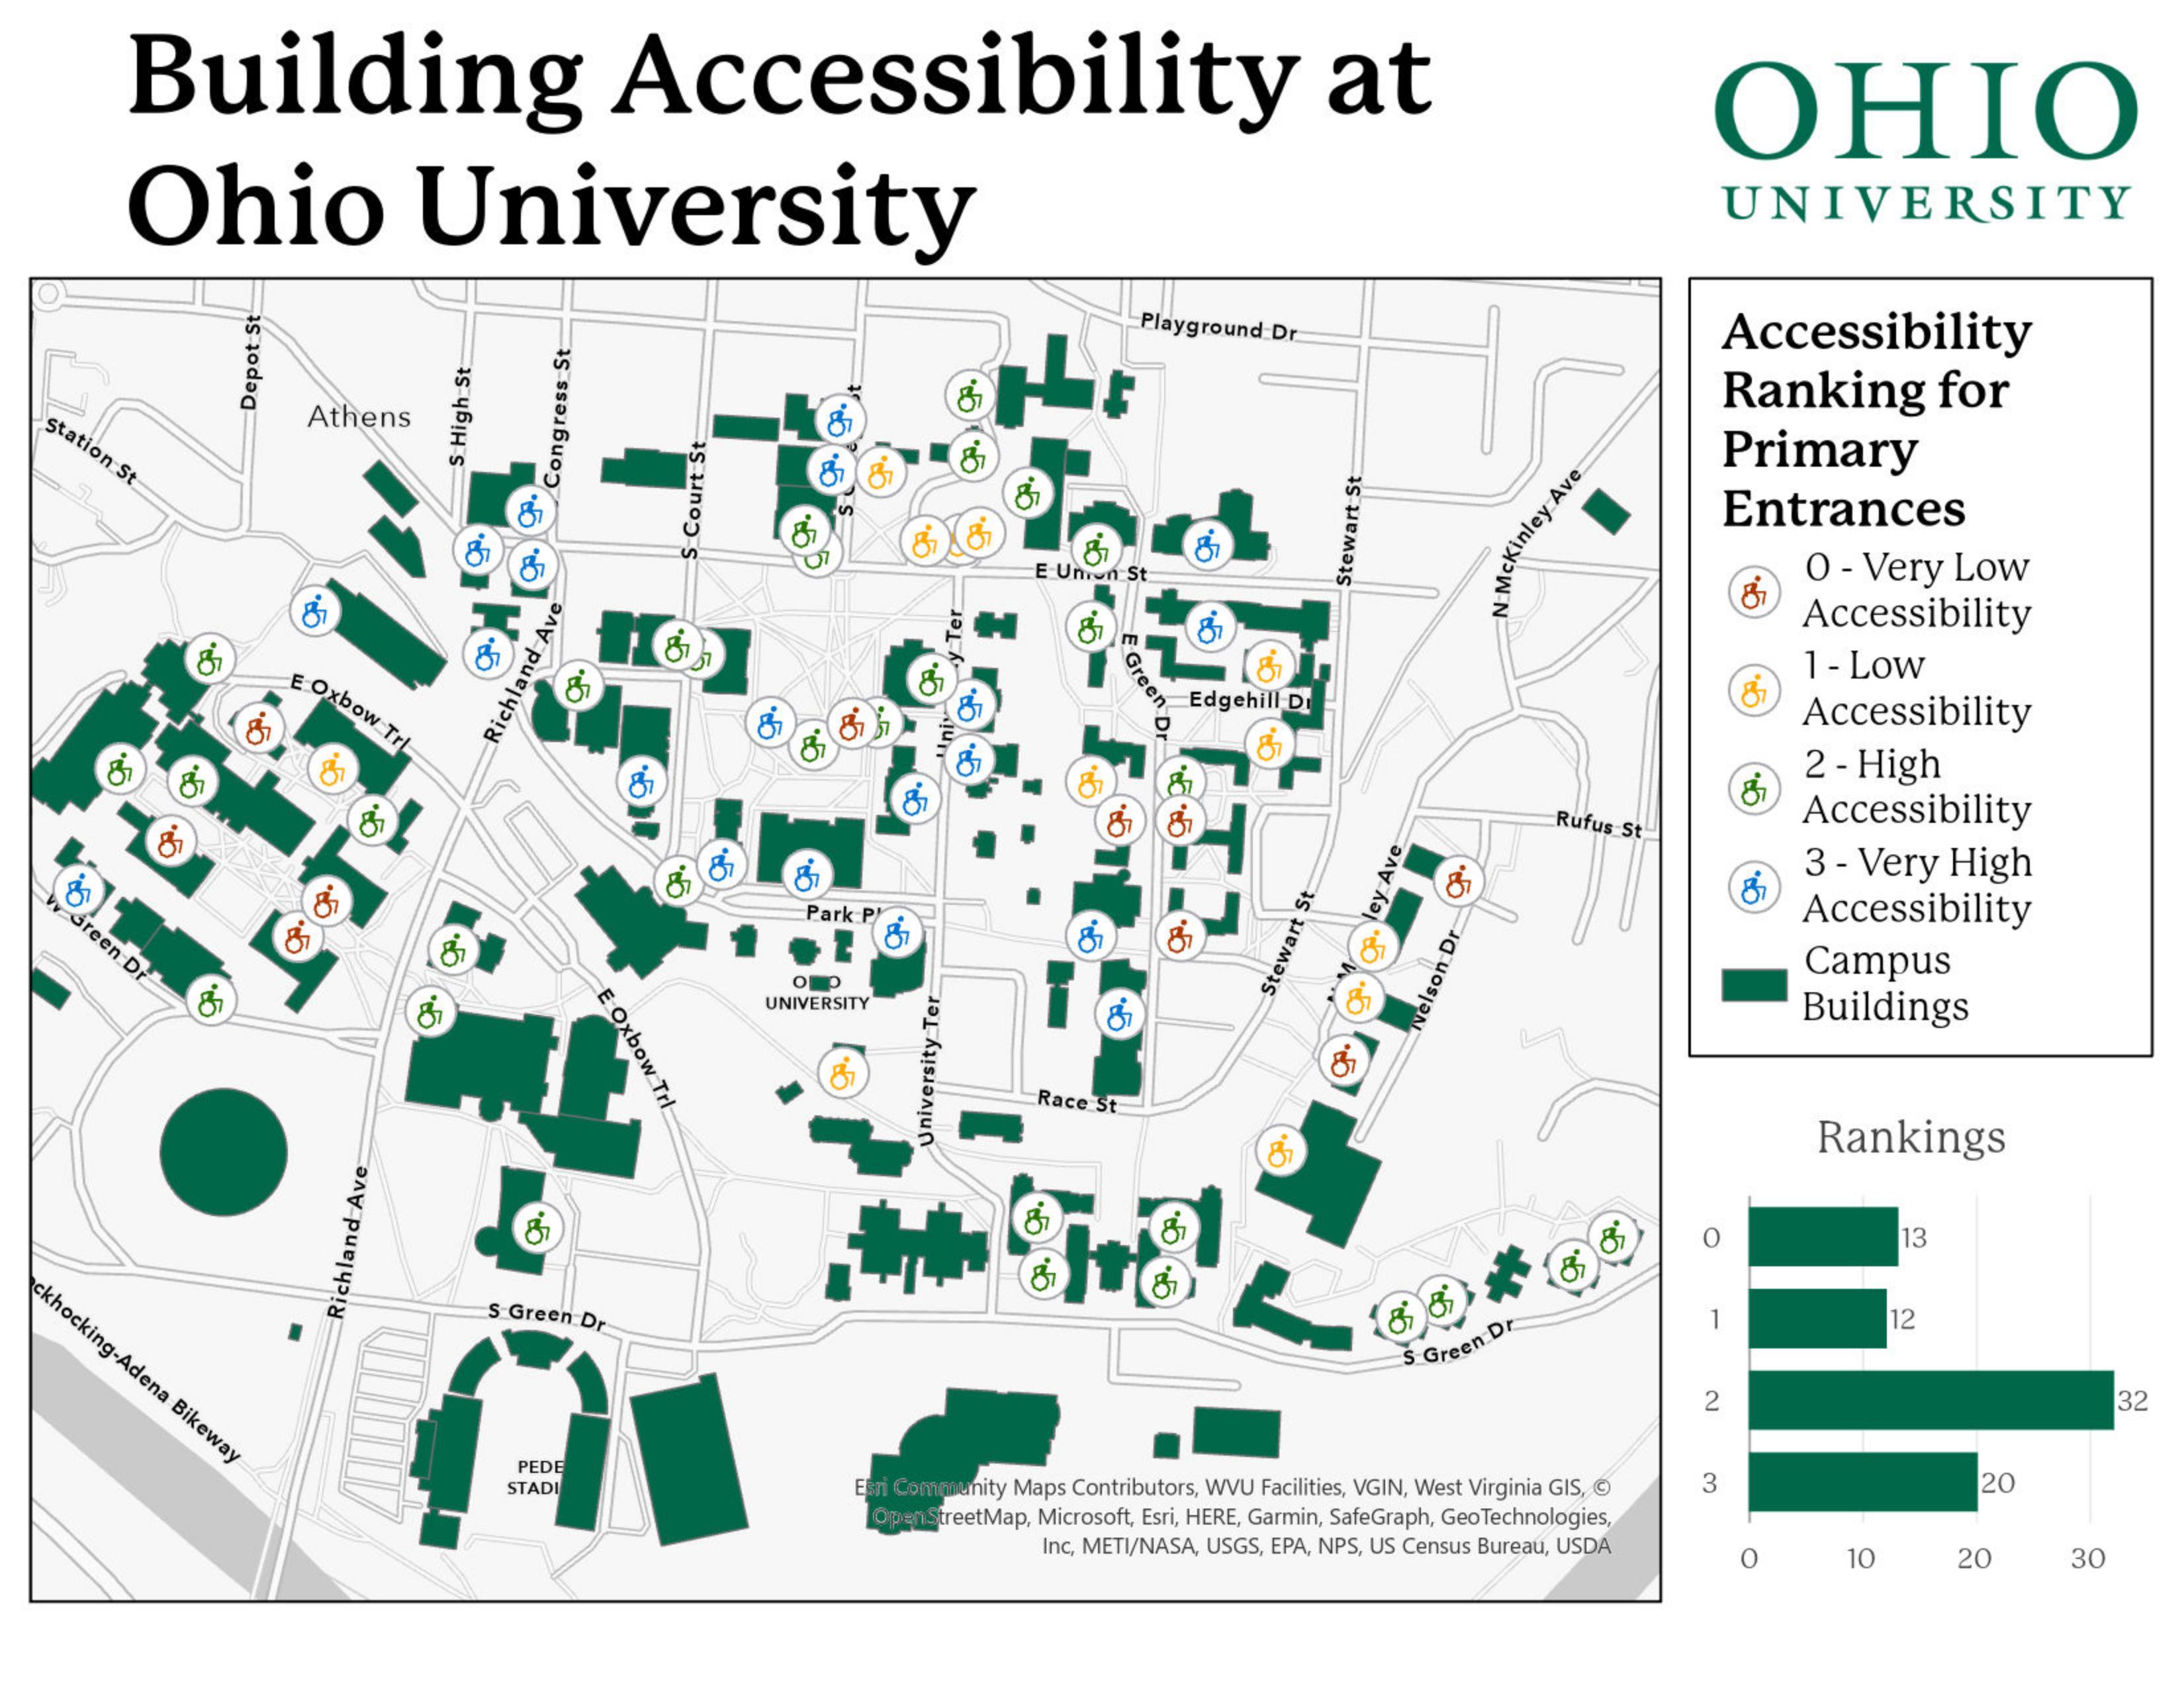 Building Accessibility at
Ohio University
OHIO
UNIVERSITY
Playground Dr
Depot St
S High St
Congress St
Athens
Station St
S Court St
Stewart St
N McKinley Ave
E Union St
Richland Ave
E Green Dr
E Oxbow Trl
Edgehill Dr
Rufus St
Park Pl
W Green Dr
UNIVERSITY
Stewart St
Nelson Dr
E Oxbow Trl
University Ter
Race St
Richland Ave
S Green Dr
S Green Dr
ockhocking-Adena Bikeway
PEDE
STADI
Esri Community Maps Contributors, WVU Facilities, VGIN, West Virginia GIS, ©
OpenStreetMap, Microsoft, Esri, HERE, Garmin, SafeGraph, GeoTechnologies,
Inc, METI/NASA, USGS, EPA, NPS, US Census Bureau, USDA
Accessibility
Ranking for
Primary
Entrances
0 - Very Low
Accessibility
1 - Low
Accessibility
2 - High
Accessibility
3 - Very High
Accessibility
Campus
Buildings
Rankings
0 13
1 12
2 32
3 20
0 10 20 30